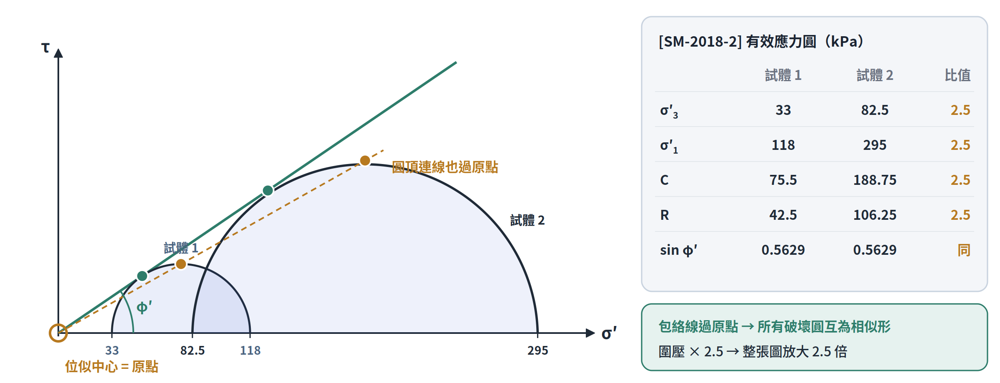 τ
圓頂連線也過原點
試體 2
試體 1
φ′
σ′
33
82.5
118
295
位似中心 = 原點
[SM-2018-2] 有效應力圓（kPa）
試體 1 試體 2 比值
σ′3 33 82.5 2.5
σ′1 118 295 2.5
C 75.5 188.75 2.5
R 42.5 106.25 2.5
sin φ′ 0.5629 0.5629 同
包絡線過原點 → 所有破壞圓互為相似形
圍壓 × 2.5 → 整張圖放大 2.5 倍